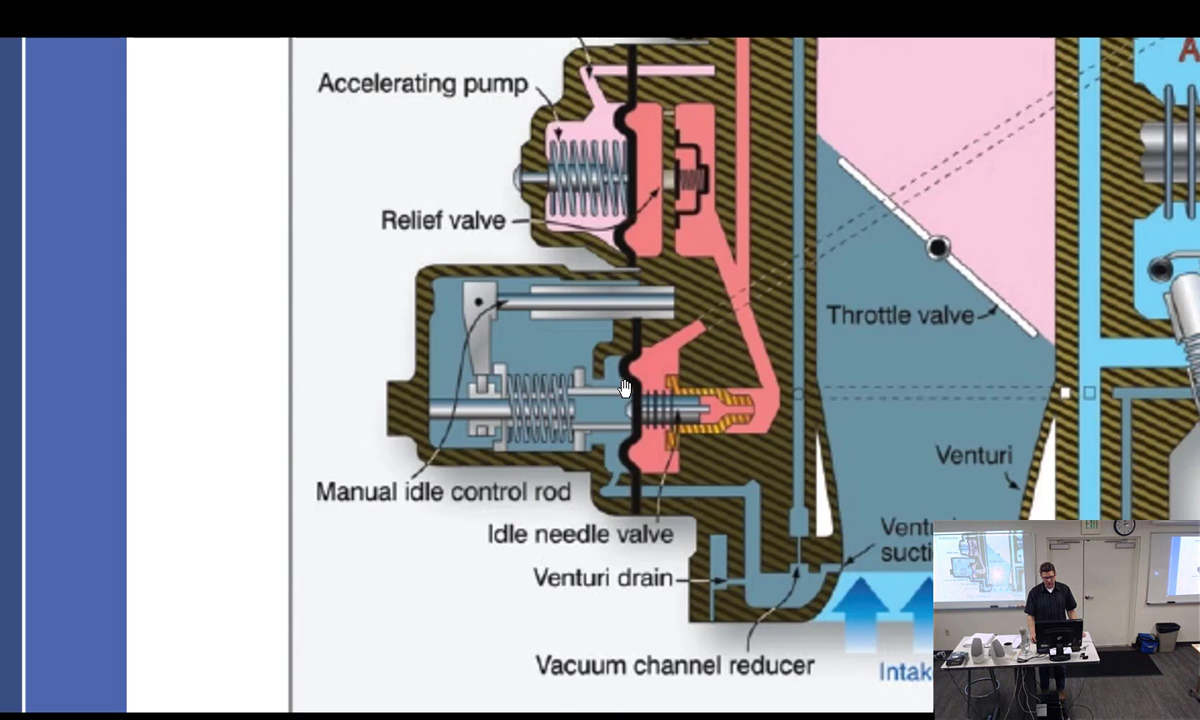 A
Accelerating pump
Relief valve
Throttle valve
Venturi
Manual idle control rod
Idle needle valve
Venturi drain
Vacuum channel reducer